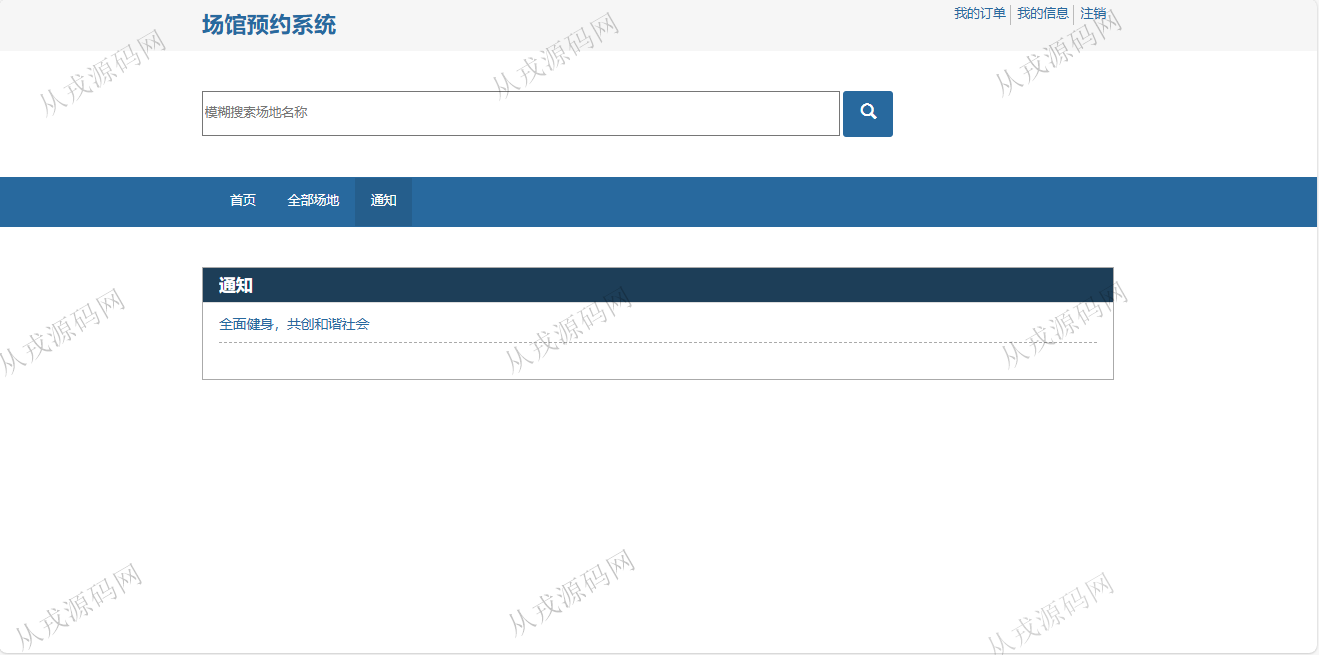 场馆预约系统
我的订单 我的信息 注销
模糊搜索场地名称
首页 全部场地 通知
通知
全面健身，共创和谐社会
从戎源码网
从戎源码网
从戎源码网
从戎源码网
从戎源码网
从戎源码网
从戎源码网
从戎源码网
从戎源码网